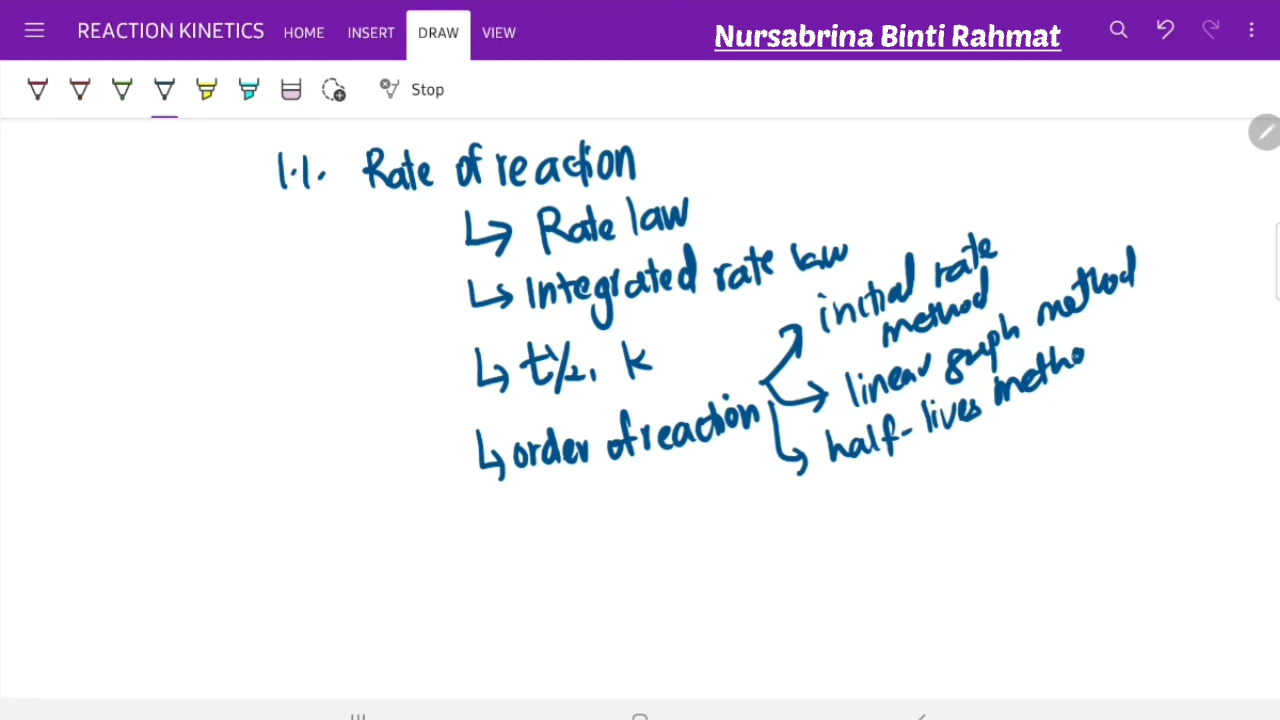 REACTION KINETICS HOME INSERT DRAW VIEW
Nursabrina Binti Rahmat
Stop
1.1. Rate of reaction
↳ Rate law
↳ Integrated rate law
↳ t½, k
↳ order of reaction
initial rate
method
linear graph method
half-lives metho